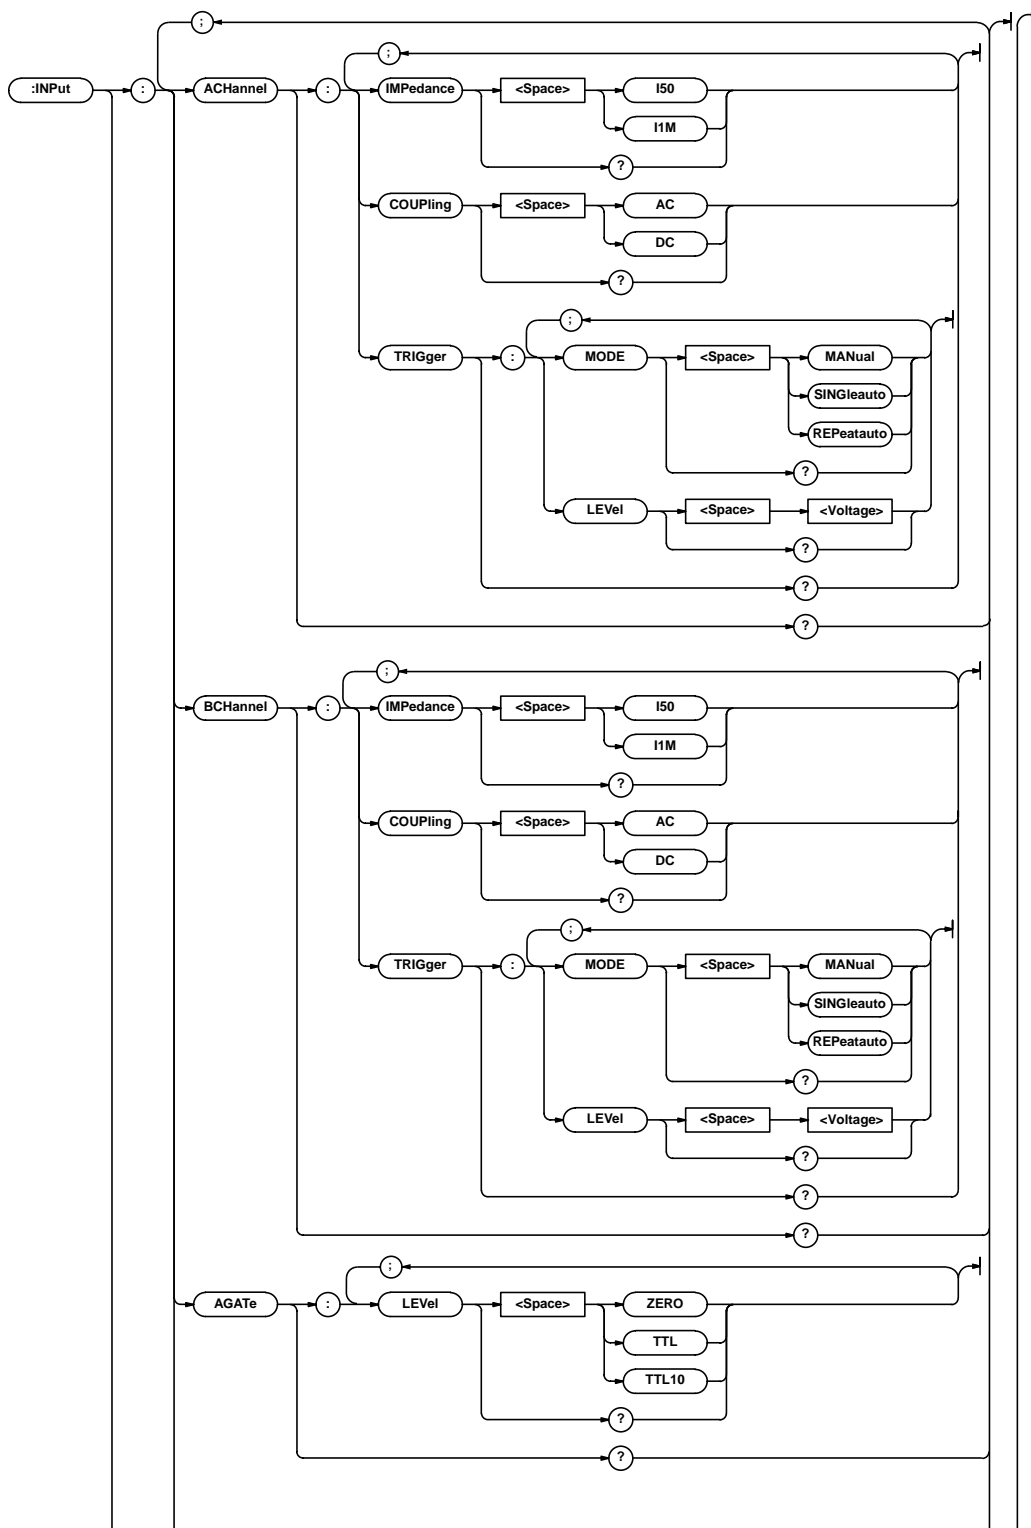 ;
;
:INPut : ACHannel : IMPedance <Space> I50
I1M
?
COUPling <Space> AC
DC
?
;
TRIGger : MODE <Space> MANual
SINGleauto
REPeatauto
?
LEVel <Space> <Voltage>
?
?
?
;
BCHannel : IMPedance <Space> I50
I1M
?
COUPling <Space> AC
DC
?
;
TRIGger : MODE <Space> MANual
SINGleauto
REPeatauto
?
LEVel <Space> <Voltage>
?
?
?
;
AGATe : LEVel <Space> ZERO
TTL
TTL10
?
?